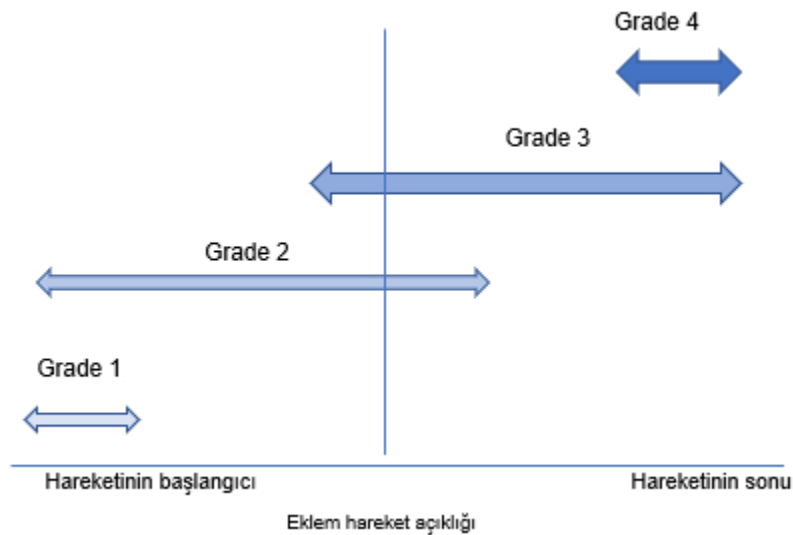 Grade 4
Grade 3
Grade 2
Grade 1
Hareketinin başlangıcı
Hareketinin sonu
Eklem hareket açıklığı